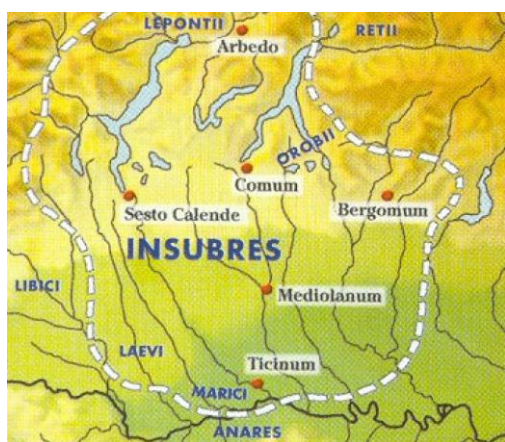 LEPONTII
RETII
Arbedo
OROBII
Comum
Sesto Calende
Bergomum
INSUBRES
LIBICI
Mediolanum
LAEVI
Ticinum
MARICI
ANARES